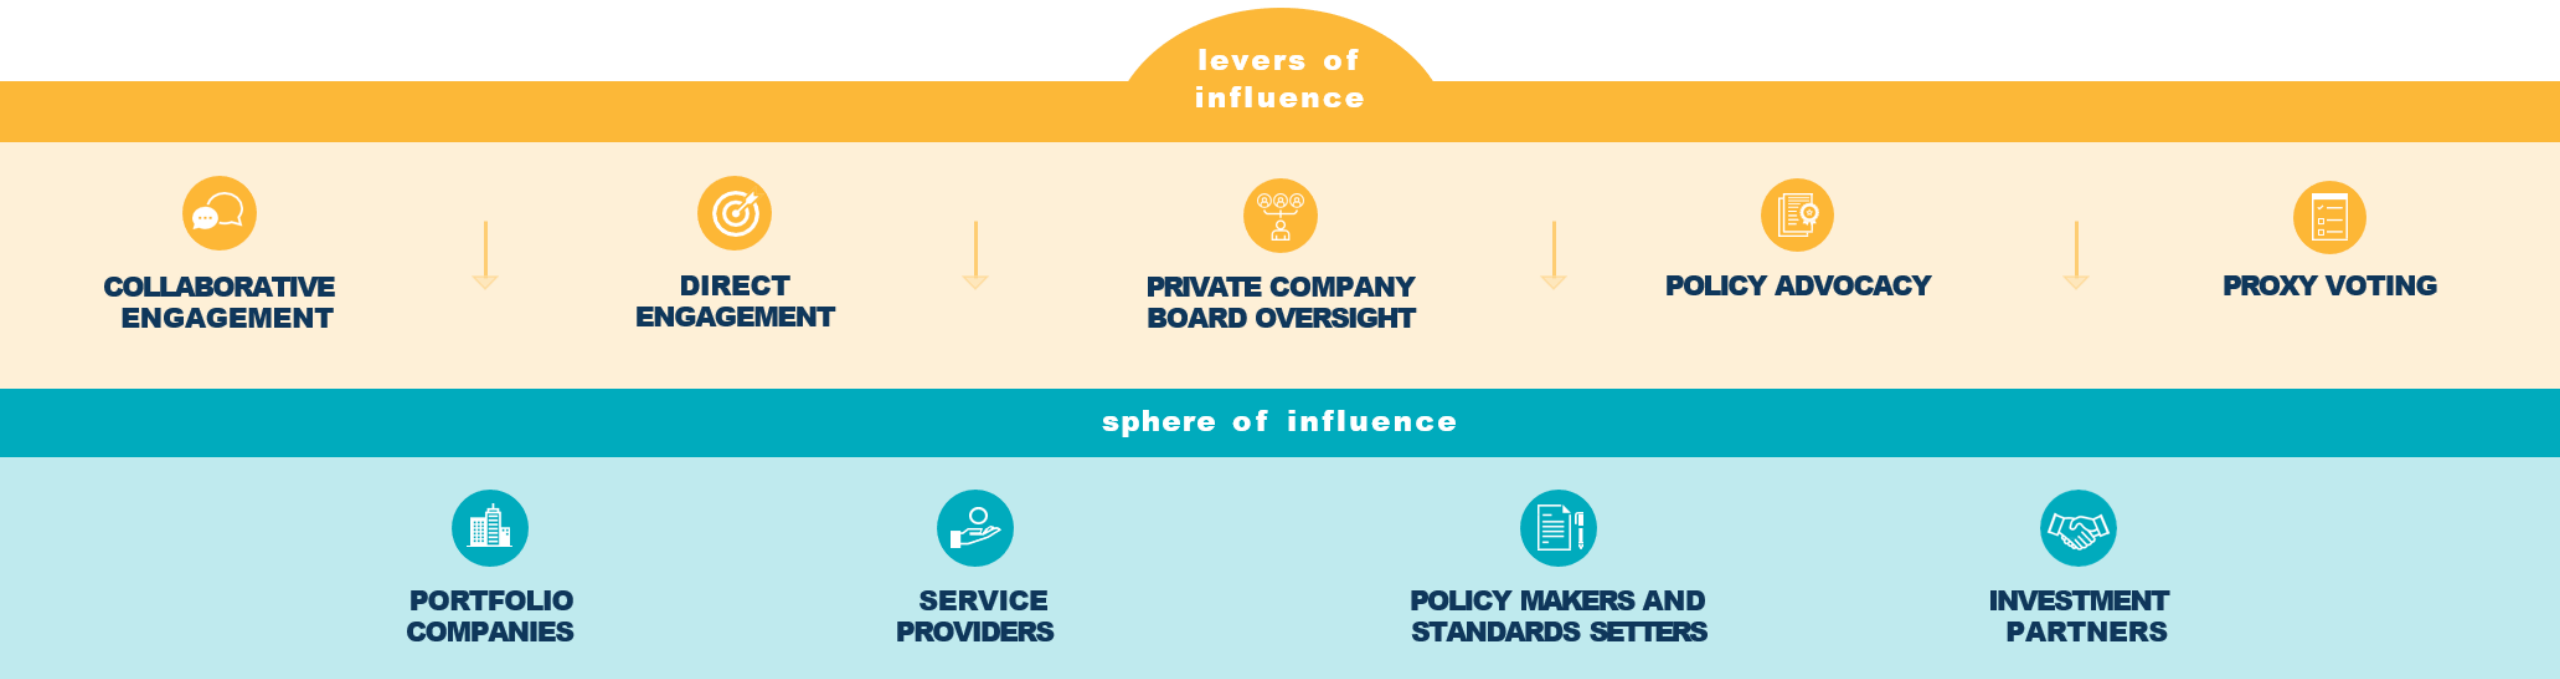 levers of
influence
COLLABORATIVE
ENGAGEMENT
DIRECT
ENGAGEMENT
PRIVATE COMPANY
BOARD OVERSIGHT
POLICY ADVOCACY
PROXY VOTING
sphere of influence
PORTFOLIO
COMPANIES
SERVICE
PROVIDERS
POLICY MAKERS AND
STANDARDS SETTERS
INVESTMENT
PARTNERS